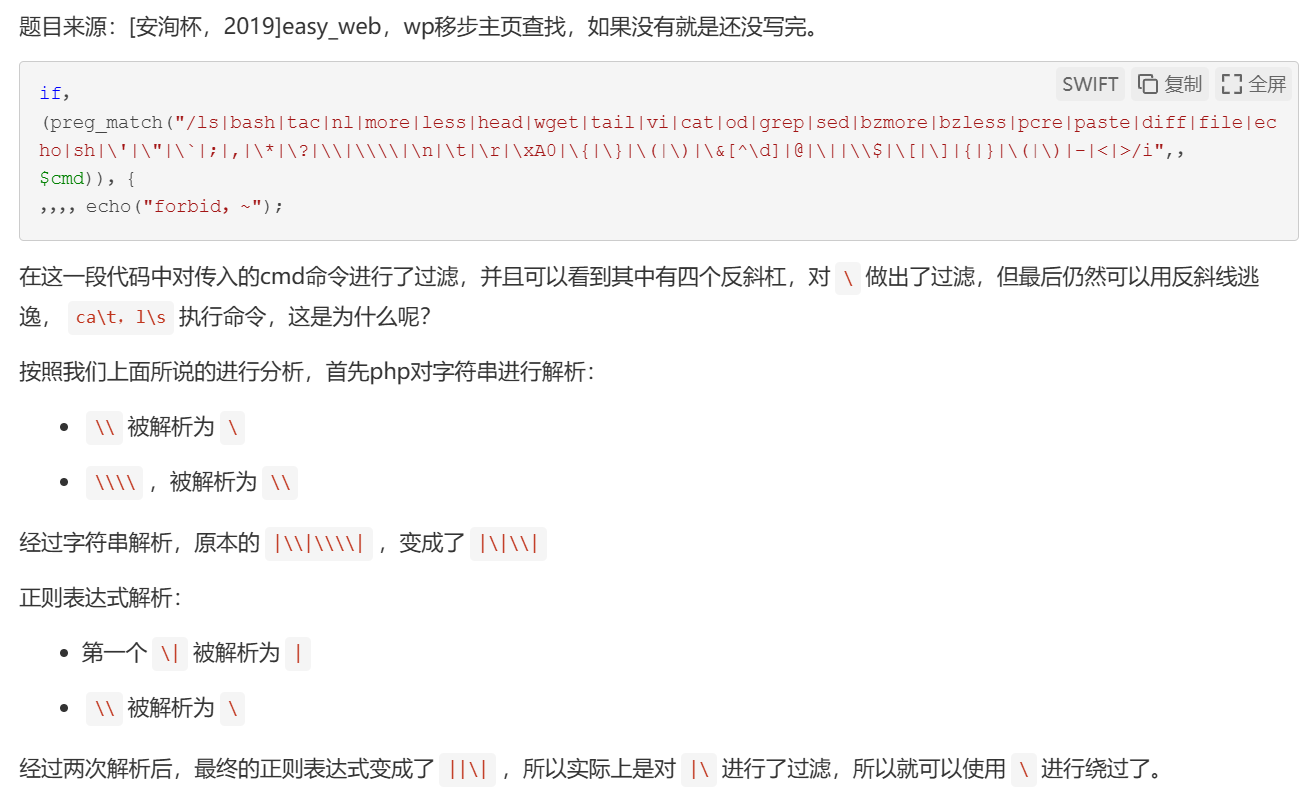 题目来源：[安洵杯，2019]easy_web，wp移步主页查找，如果没有就是还没写完。
SWIFT 复制 全屏
if，
(preg_match("/ls|bash|tac|nl|more|less|head|wget|tail|vi|cat|od|grep|sed|bzmore|bzless|pcre|paste|diff|file|ec
ho|sh|\'|\"|\`|;|,|\*|\?|\\|\\\\|\n|\t|\r|\xA0|\{|\}|\(|\)|\&[^\d]|@|\||\\$|\[|\]|{|}|\(|\)|-|<|>/i",，
$cmd))，{
，，，，echo("forbid，~");
在这一段代码中对传入的cmd命令进行了过滤，并且可以看到其中有四个反斜杠，对 \ 做出了过滤，但最后仍然可以用反斜线逃
逸， ca\t，l\s 执行命令，这是为什么呢？
按照我们上面所说的进行分析，首先php对字符串进行解析：
• \\ 被解析为 \
• \\\\ ，被解析为 \\
经过字符串解析，原本的 |\\|\\\\| ，变成了 |\|\\|
正则表达式解析：
• 第一个 \| 被解析为 |
• \\ 被解析为 \
经过两次解析后，最终的正则表达式变成了 ||\| ，所以实际上是对 |\ 进行了过滤，所以就可以使用 \ 进行绕过了。